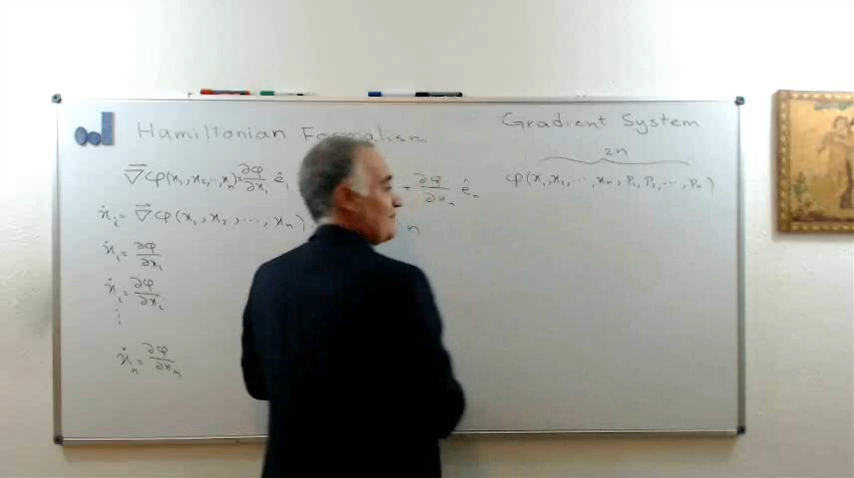 Hamiltonian Formalism
∇⃗φ(x₁,x₂,..,xₙ)=∂φ/∂x₁ ê₁ + ∂φ/∂xₙ êₙ
ẋᵢ = ∇⃗φ(x₁,x₂,...,xₙ), n
ẋ₁ = ∂φ/∂x₁
ẋ₂ = ∂φ/∂x₂
⋮
ẋₙ = ∂φ/∂xₙ
Gradient System
2n
φ(x₁,x₂,...,xₙ,p₁,p₂,...,pₙ)